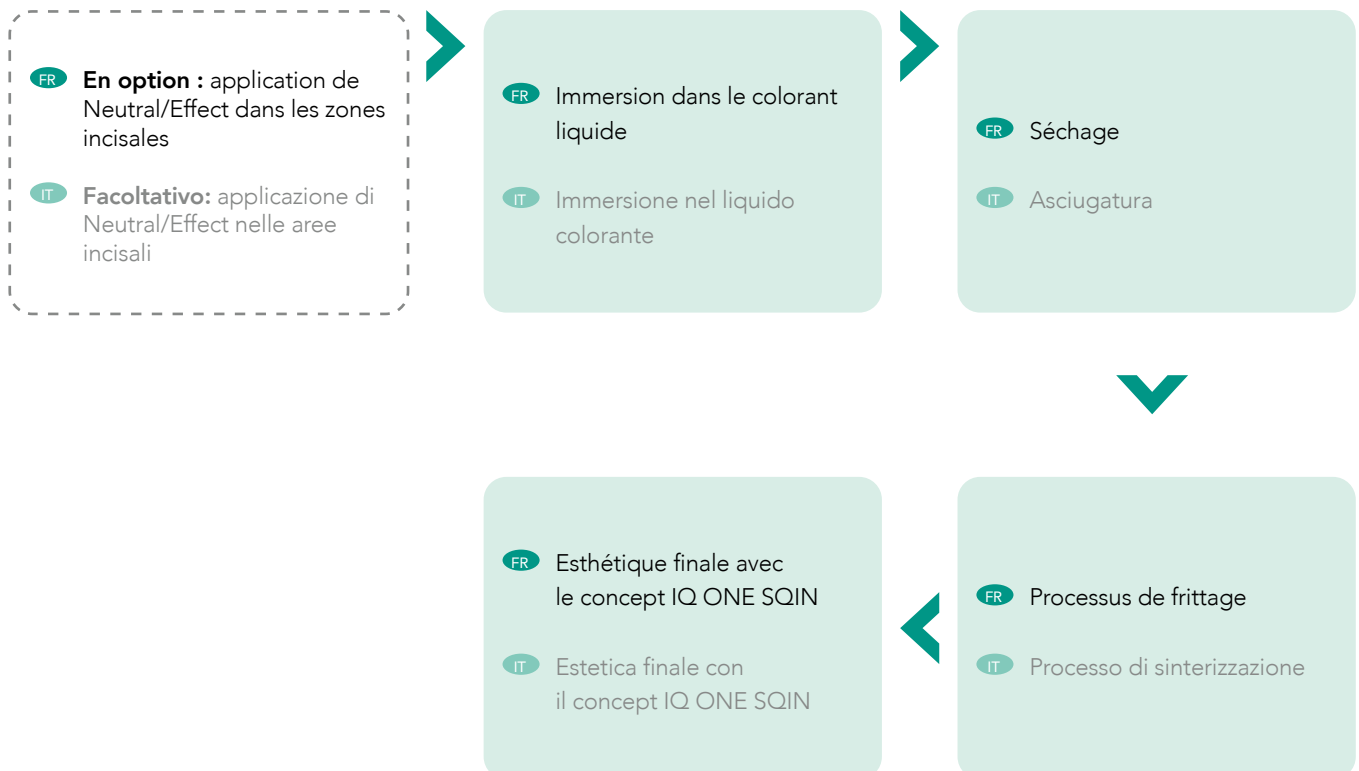 FR En option : application de
Neutral/Effect dans les zones
incisales
IT Facoltativo: applicazione di
Neutral/Effect nelle aree
incisali
FR Immersion dans le colorant
liquide
IT Immersione nel liquido
colorante
FR Séchage
IT Asciugatura
FR Processus de frittage
IT Processo di sinterizzazione
FR Esthétique finale avec
le concept IQ ONE SQIN
IT Estetica finale con
il concept IQ ONE SQIN